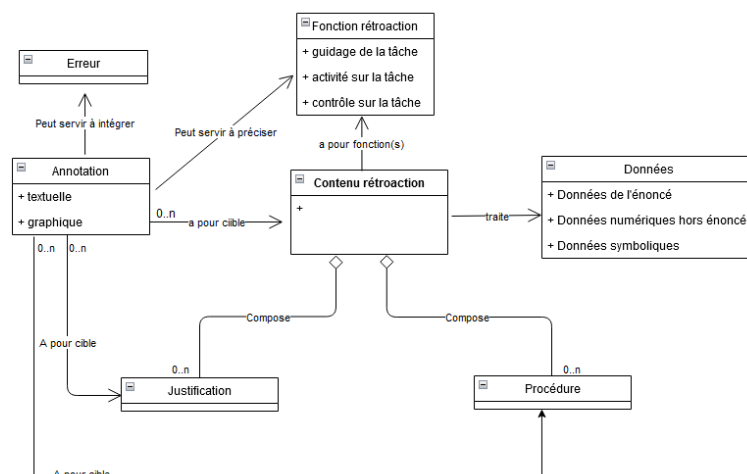 Fonction rétroaction
+ guidage de la tâche
+ activité sur la tâche
+ contrôle sur la tâche
Erreur
Peut servir à intégrer
Peut servir à préciser
a pour fonction(s)
Annotation
+ textuelle
+ graphique
0..n
a pour ciible
Contenu rétroaction
+
traite
Données
+ Données de l'énoncé
+ Données numériques hors énoncé
+ Données symboliques
0..n
0..n
Compose
Compose
A pour cible
0..n
0..n
Justification
Procédure
A pour cible